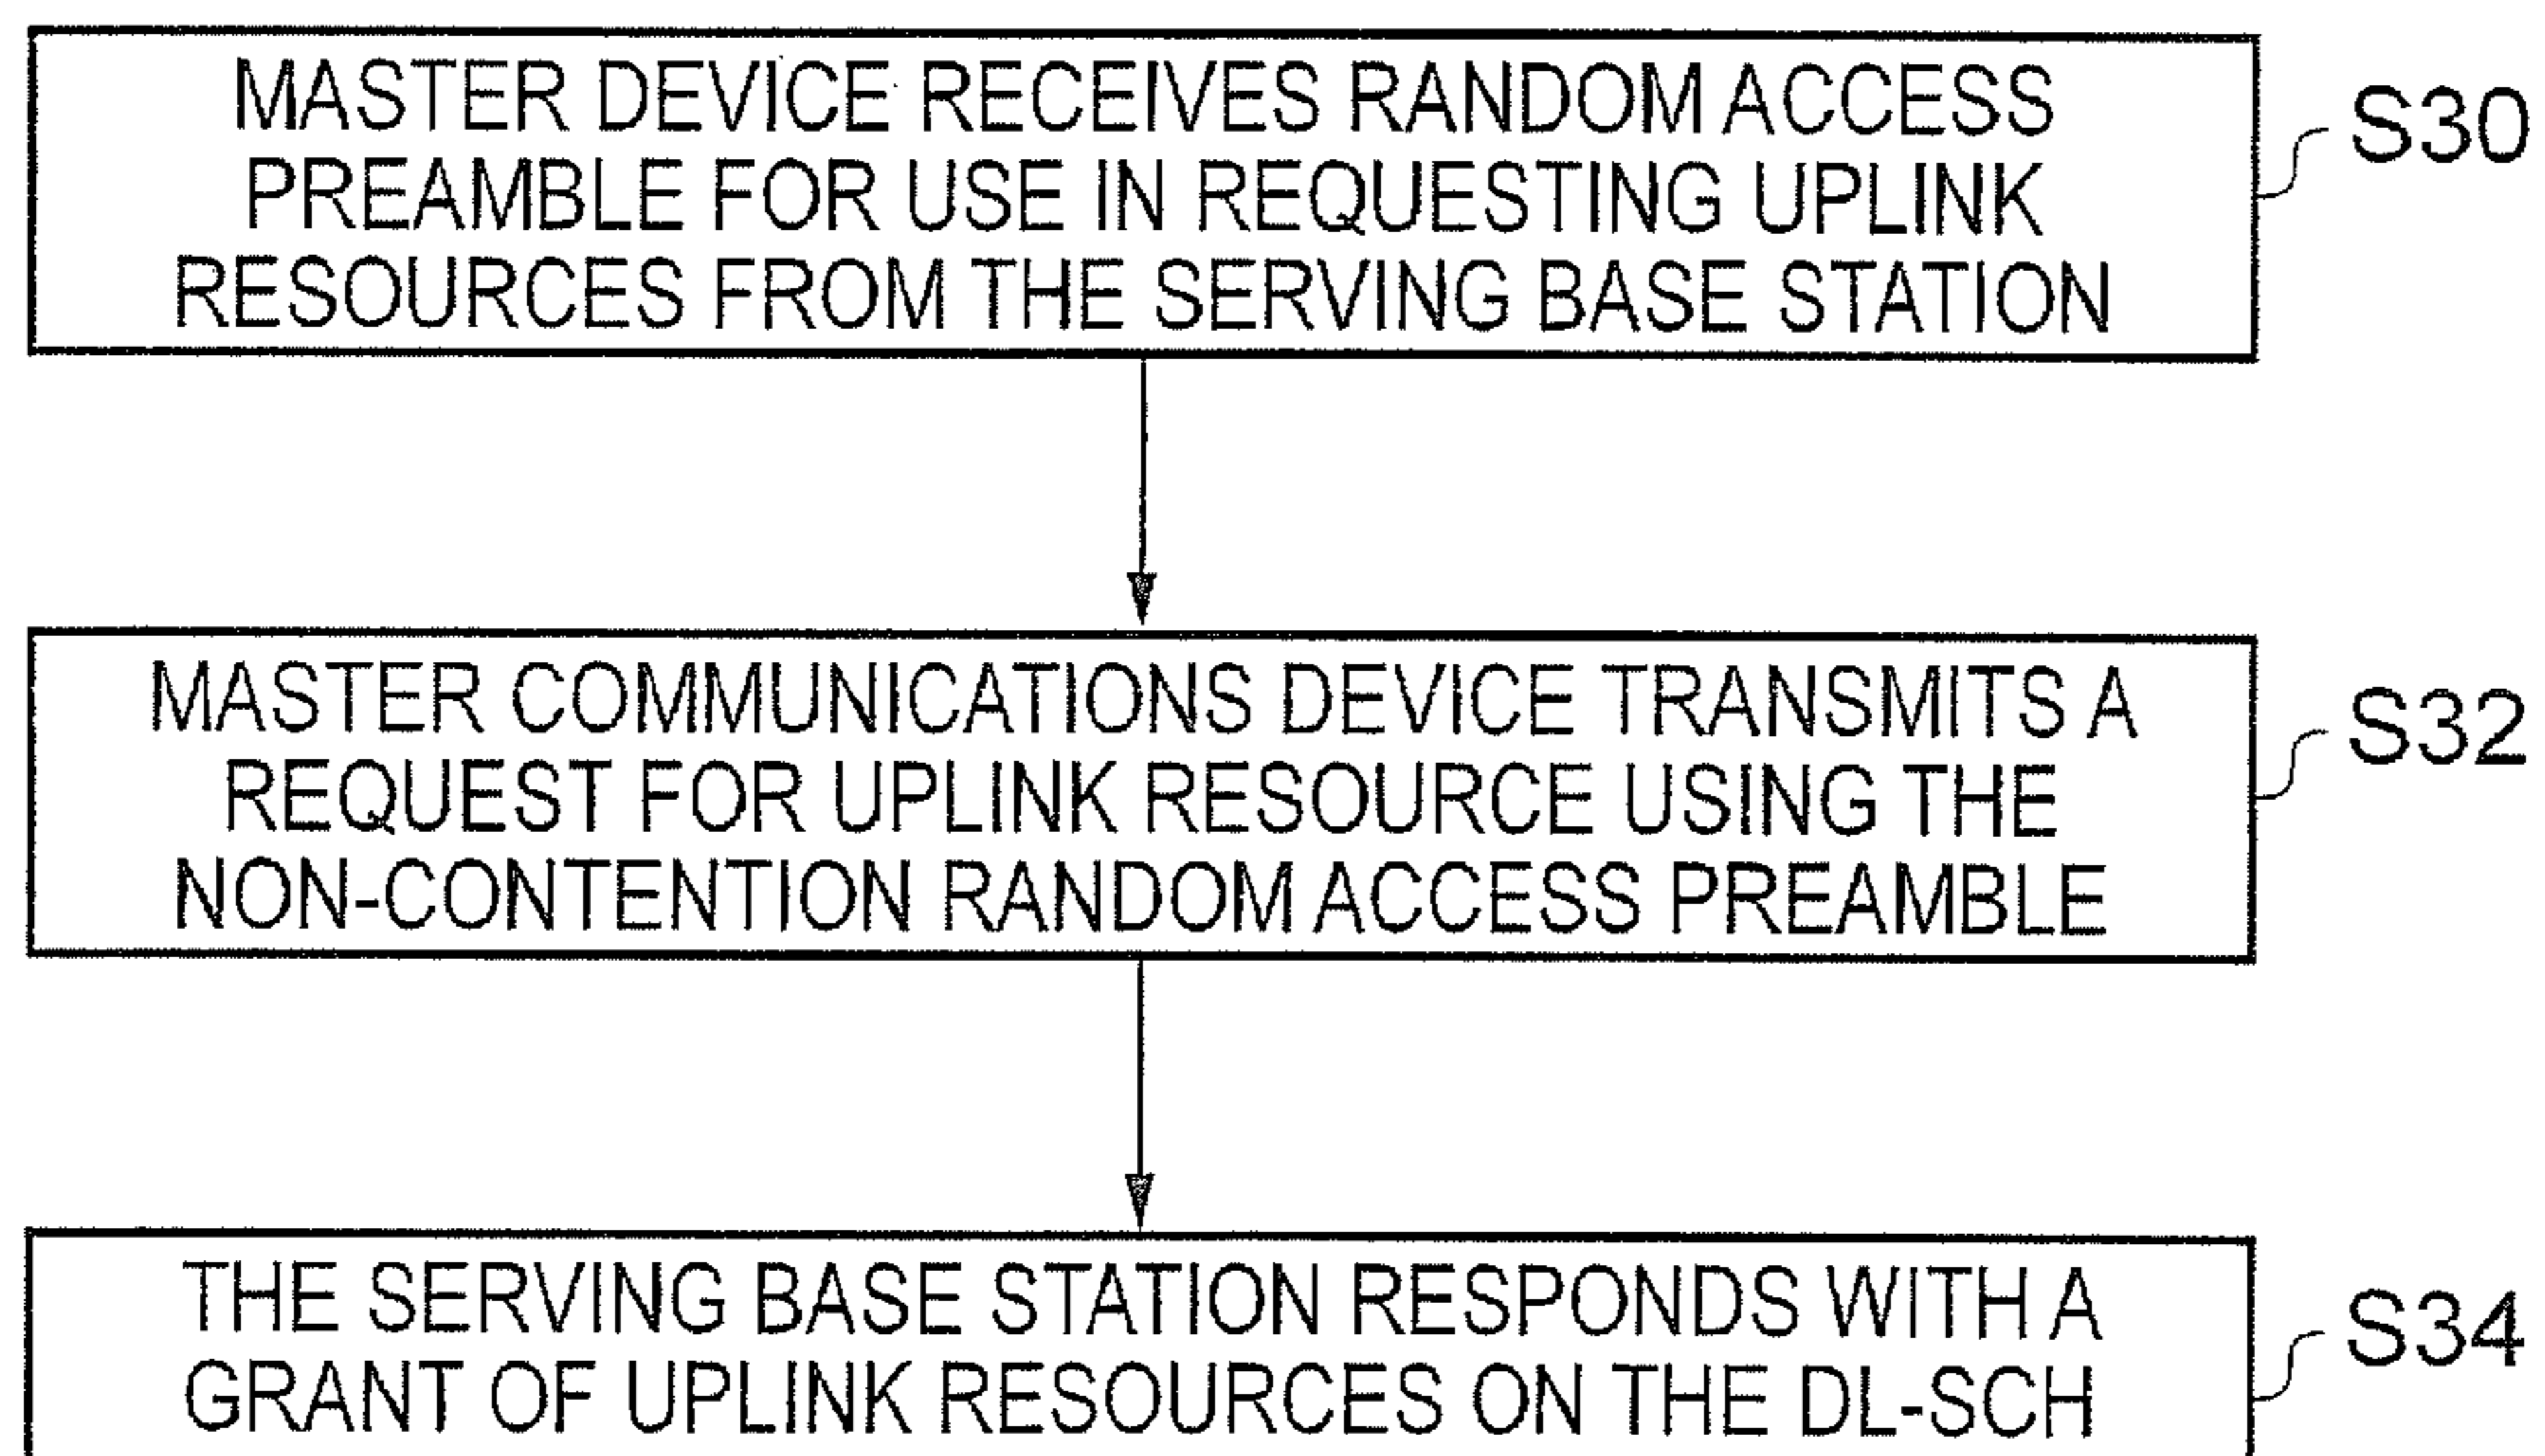 MASTER DEVICE RECEIVES RANDOM ACCESS
PREAMBLE FOR USE IN REQUESTING UPLINK
RESOURCES FROM THE SERVING BASE STATION
S30
MASTER COMMUNICATIONS DEVICE TRANSMITS A
REQUEST FOR UPLINK RESOURCE USING THE
NON-CONTENTION RANDOM ACCESS PREAMBLE
S32
THE SERVING BASE STATION RESPONDS WITH A
GRANT OF UPLINK RESOURCES ON THE DL-SCH
S34